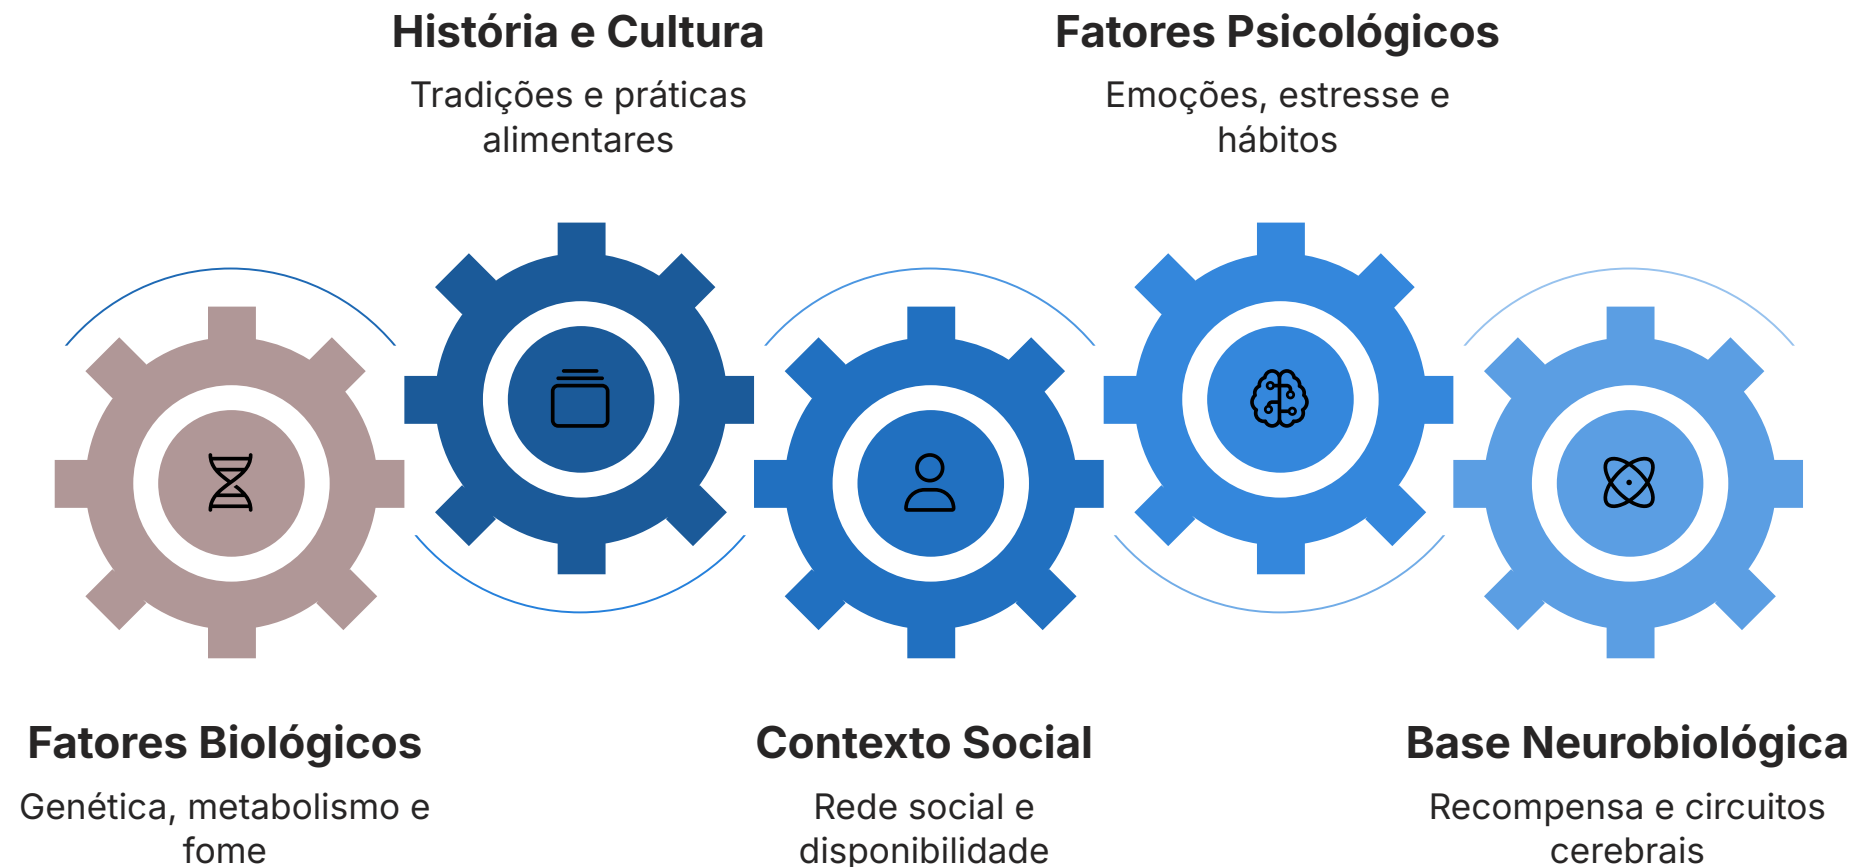 História e Cultura
Tradições e práticas
alimentares
Fatores Psicológicos
Emoções, estresse e
hábitos
Fatores Biológicos
Genética, metabolismo e
fome
Contexto Social
Rede social e
disponibilidade
Base Neurobiológica
Recompensa e circuitos
cerebrais